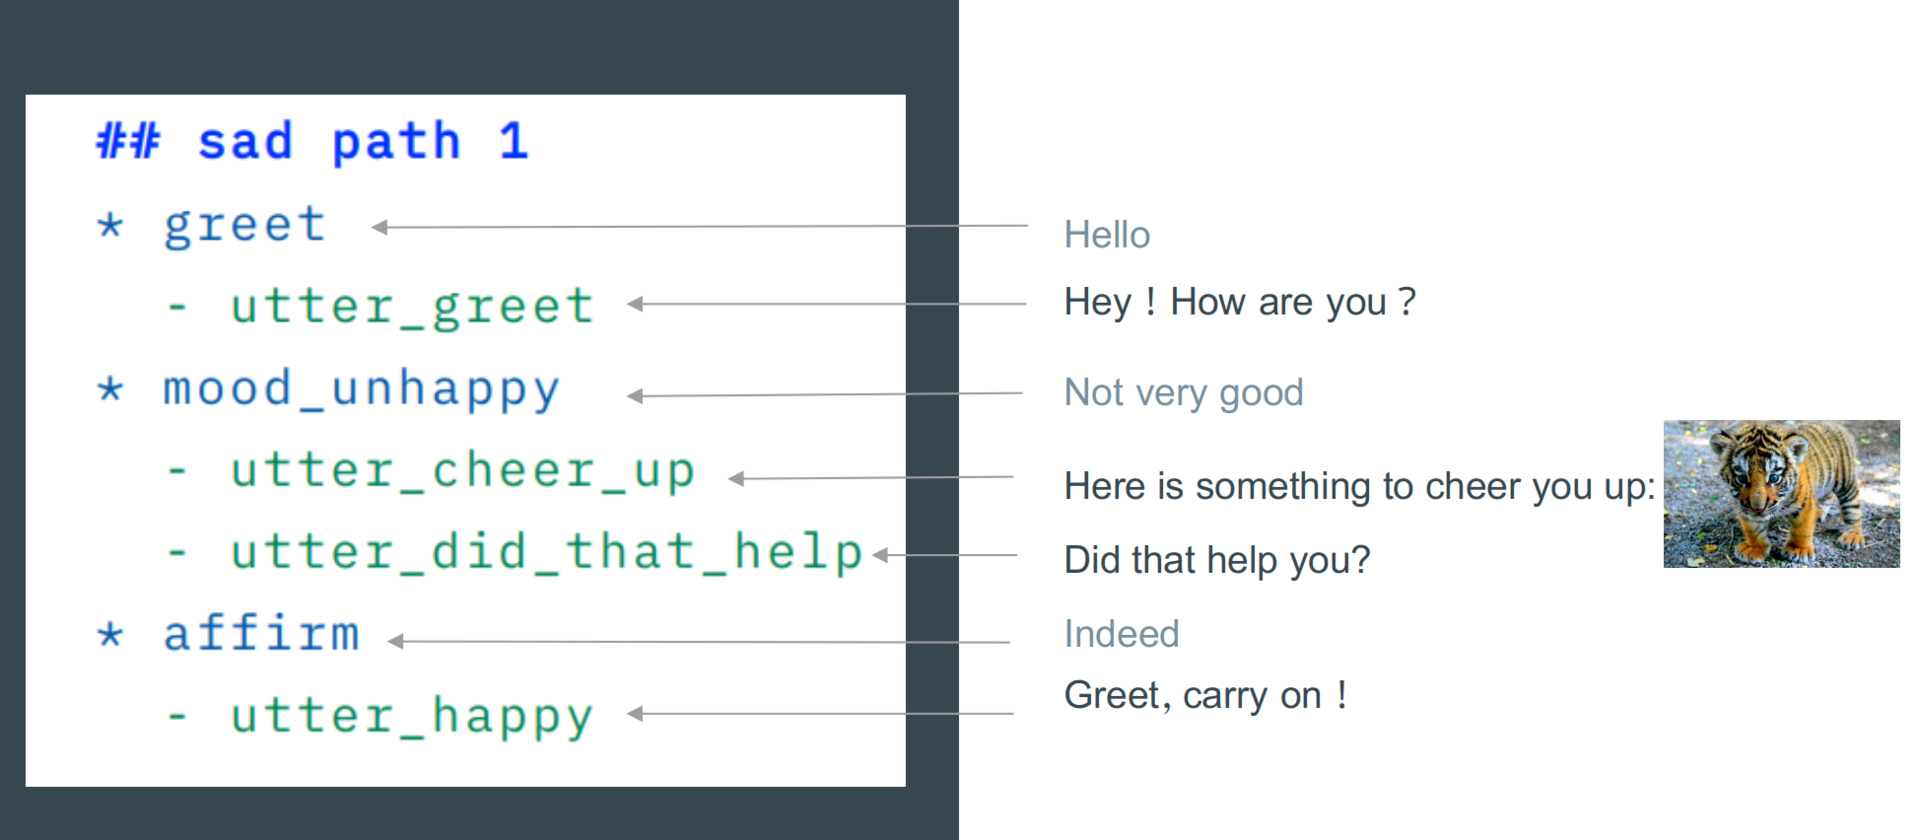 ## sad path 1
* greet
- utter_greet
* mood_unhappy
- utter_cheer_up
- utter_did_that_help
* affirm
- utter_happy
Hello
Hey ! How are you ?
Not very good
Here is something to cheer you up:
Did that help you?
Indeed
Greet, carry on !